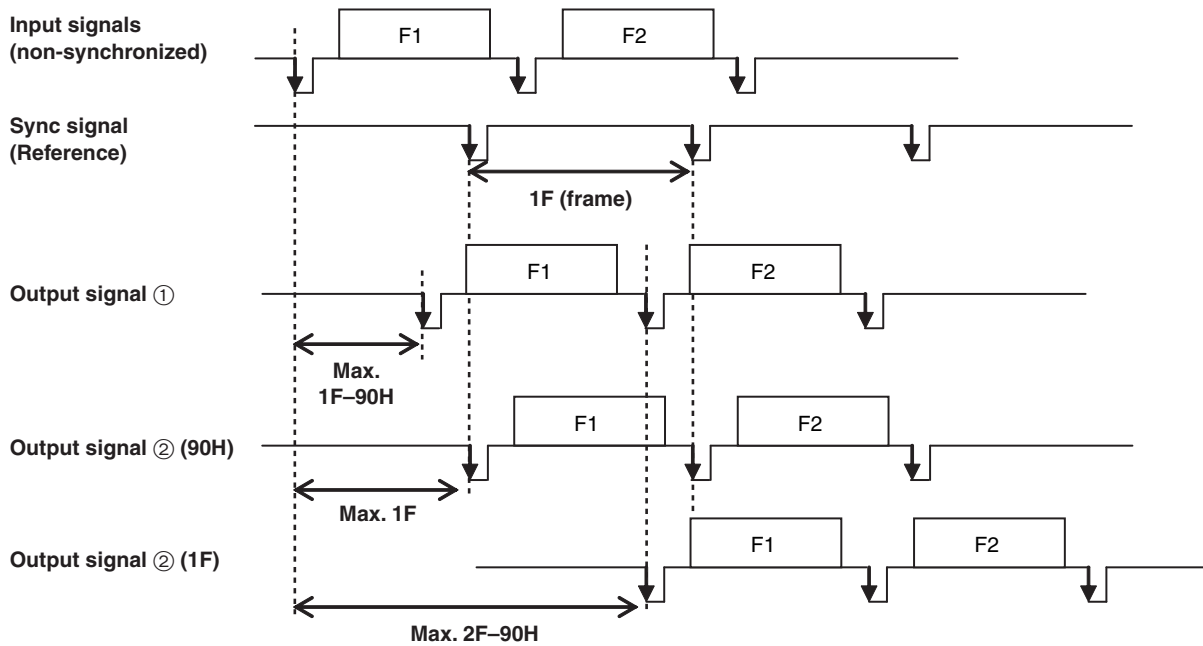 Input signals
(non-synchronized)
F1
F2
Sync signal
(Reference)
1F (frame)
Output signal ①
F1
F2
Max.
1F–90H
Output signal ② (90H)
F1
F2
Max. 1F
Output signal ② (1F)
F1
F2
Max. 2F–90H